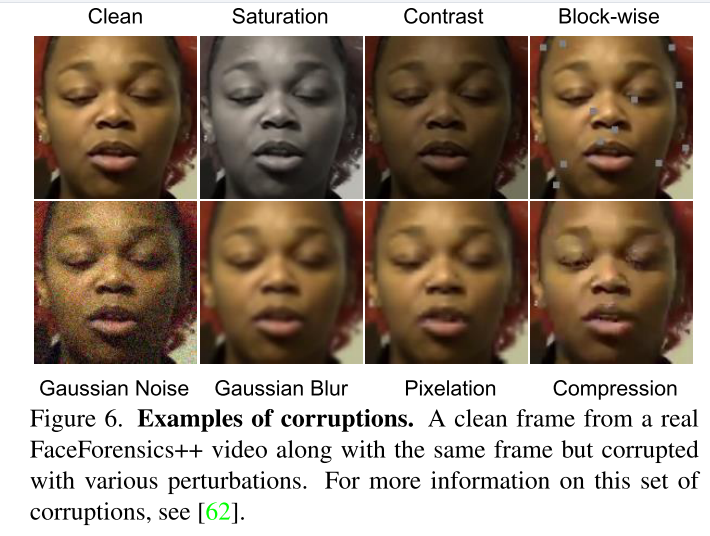 Clean Saturation Contrast Block-wise
Gaussian Noise Gaussian Blur Pixelation Compression
Figure 6. Examples of corruptions. A clean frame from a real
FaceForensics++ video along with the same frame but corrupted
with various perturbations. For more information on this set of
corruptions, see [62].